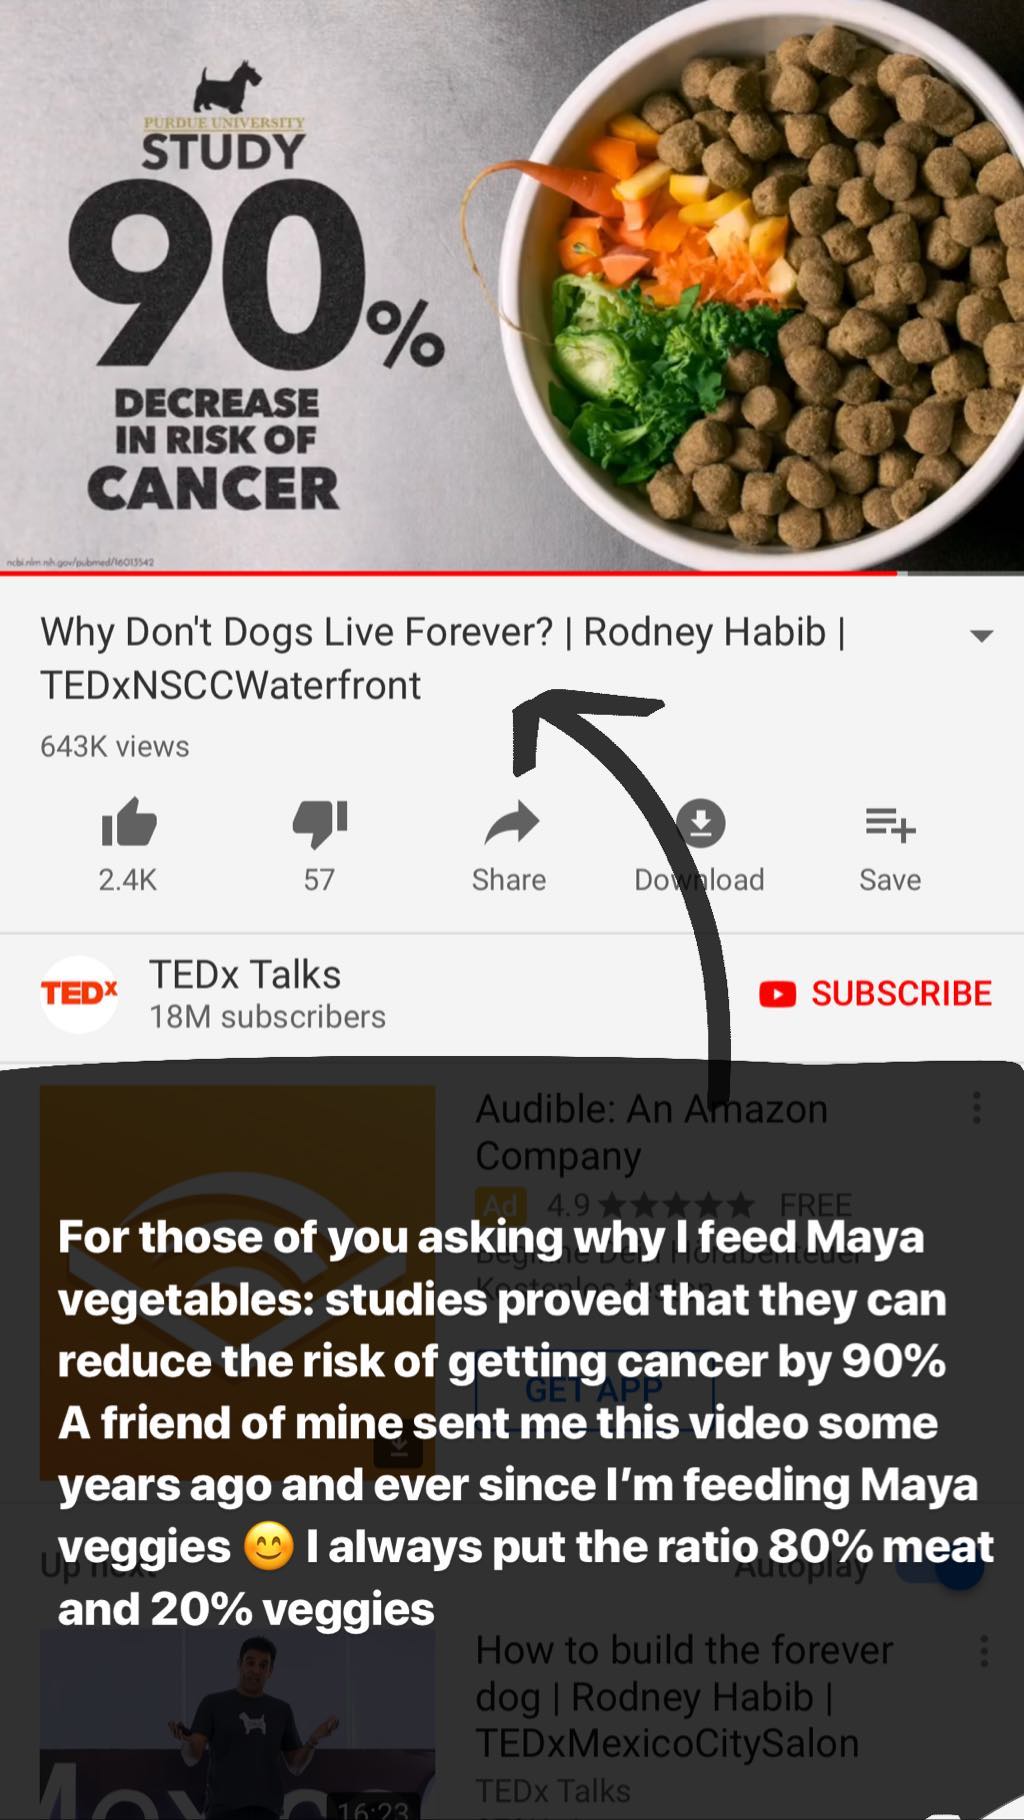 PURDUE UNIVERSITY
STUDY
90%
DECREASE
IN RISK OF
CANCER
ncbi.nlm.nih.gov/pubmed/16013542
Why Don't Dogs Live Forever? | Rodney Habib |
TEDxNSCCWaterfront
643K views
2.4K
57
Share
Download
Save
TEDx
TEDx Talks
18M subscribers
SUBSCRIBE
Audible: An Amazon
Company
Ad 4.9 ★★★★★ FREE
Beginne Dein Hörabenteuer
Kostenlos testen
GET APP
For those of you asking why I feed Maya
vegetables: studies proved that they can
reduce the risk of getting cancer by 90%
A friend of mine sent me this video some
years ago and ever since I’m feeding Maya
veggies 😊 I always put the ratio 80% meat
and 20% veggies
Up next
Autoplay
How to build the forever
dog | Rodney Habib |
TEDxMexicoCitySalon
TEDx Talks
16:23